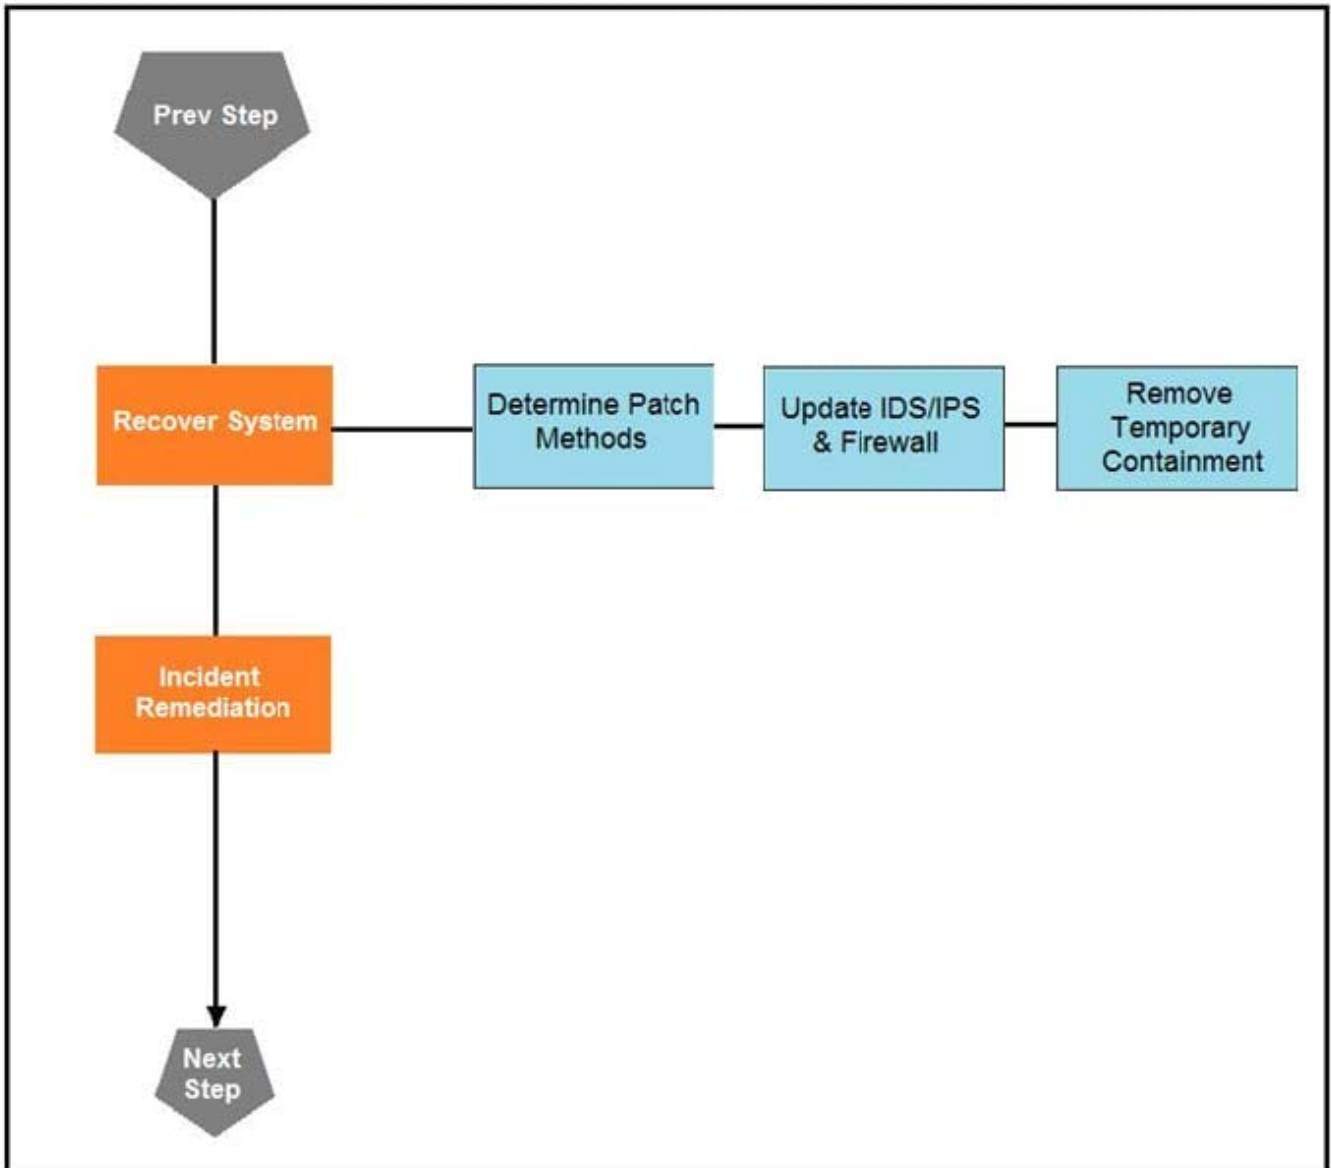 Prev Step
Recover System
Determine Patch
Methods
Update IDS/IPS
& Firewall
Remove
Temporary
Containment
Incident
Remediation
Next
Step